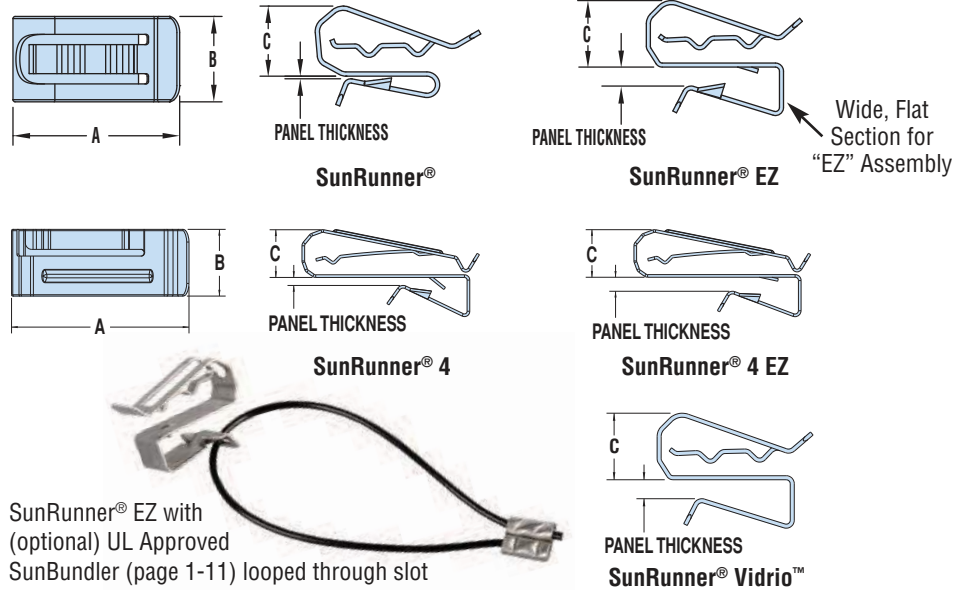 C
B
A
PANEL THICKNESS
SunRunner®
C
PANEL THICKNESS
SunRunner® EZ
Wide, Flat
Section for
“EZ” Assembly
B
A
C
PANEL THICKNESS
SunRunner® 4
C
PANEL THICKNESS
SunRunner® 4 EZ
SunRunner® EZ with
(optional) UL Approved
SunBundler (page 1-11) looped through slot
C
PANEL THICKNESS
SunRunner® Vidrio™